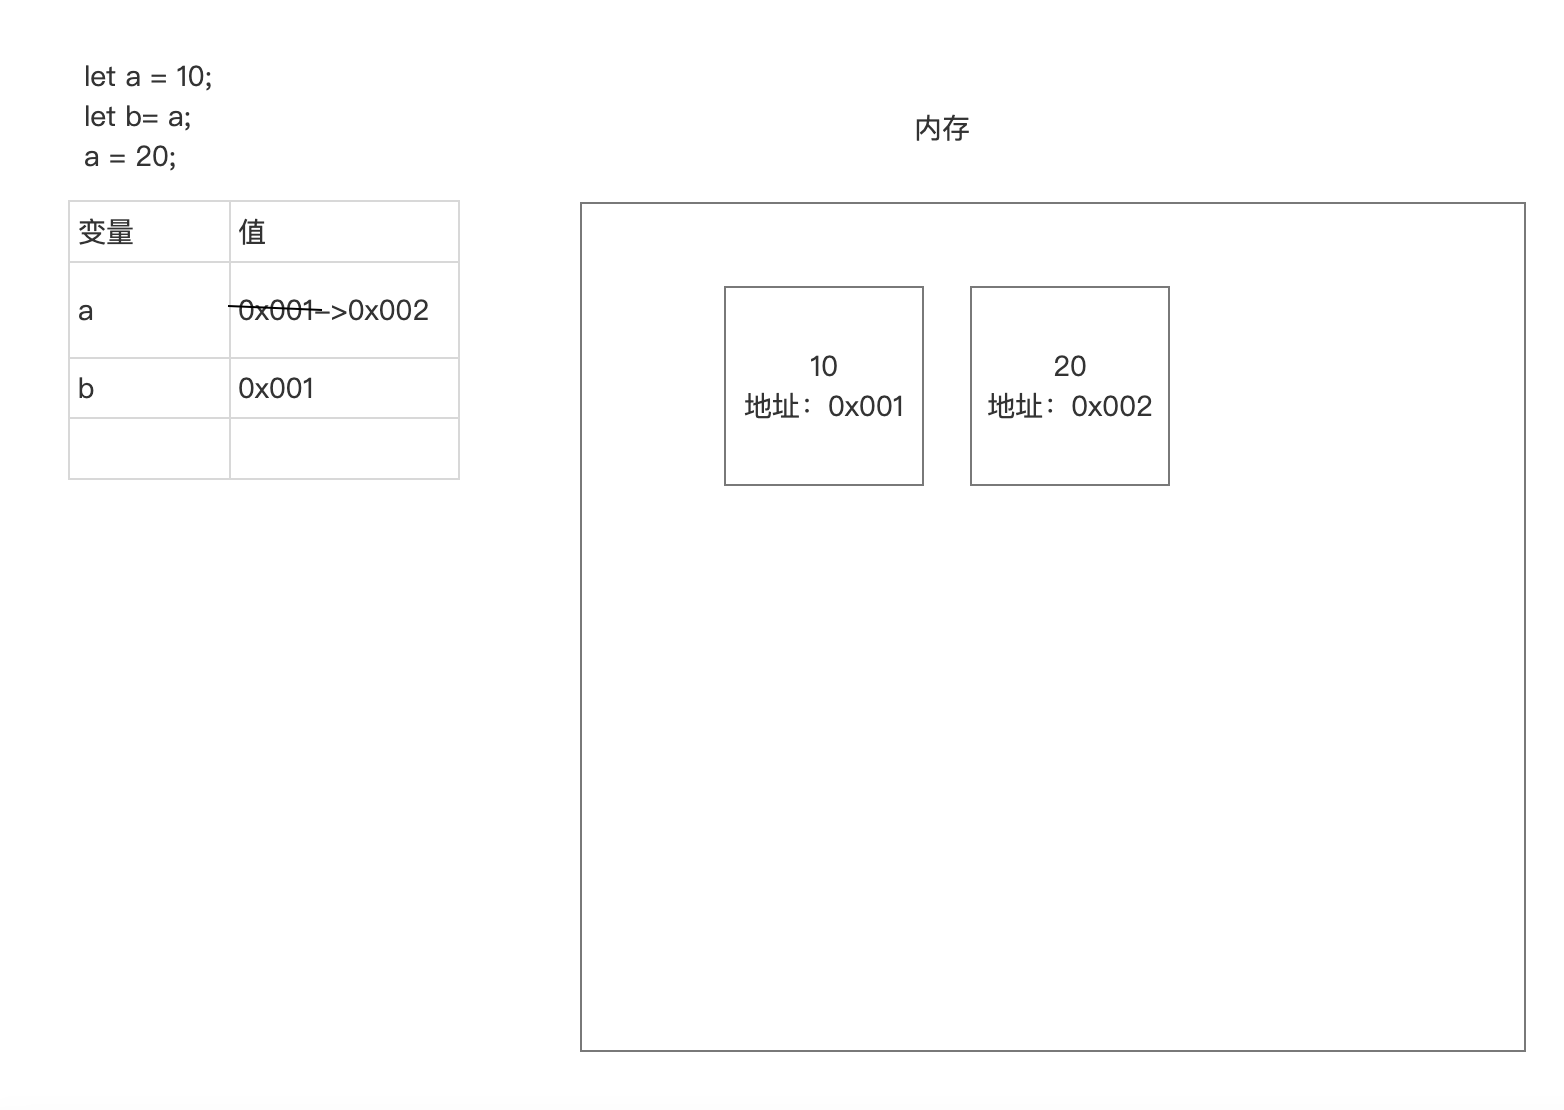 let a = 10;
let b= a;
a = 20;
内存
变量 值
a 0x001->0x002
b 0x001
10
地址：0x001
20
地址：0x002